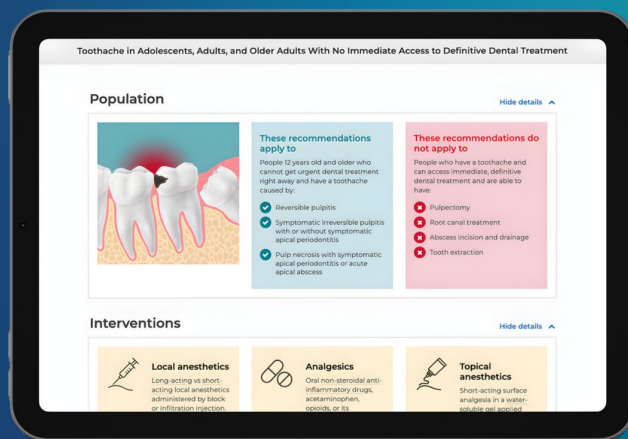 Toothache in Adolescents, Adults, and Older Adults With No Immediate Access to Definitive Dental Treatment
Population
Hide details
These recommendations
apply to
People 12 years old and older who
cannot get urgent dental treatment
right away and have a toothache
caused by:
Reversible pulpitis
Symptomatic irreversible pulpitis
with or without symptomatic
apical periodontitis
Pulp necrosis with symptomatic
apical periodontitis or acute
apical abscess
These recommendations do
not apply to
People who have a toothache and
can access immediate, definitive
dental treatment and are able to
have:
Pulpectomy
Root canal treatment
Abscess incision and drainage
Tooth extraction
Interventions
Hide details
Local anesthetics
Long-acting vs short-
acting local anesthetics
administered by block
or infiltration injection.
Analgesics
Oral non-steroidal anti-
inflammatory drugs,
acetaminophen,
opioids, or its
Topical
anesthetics
Short-acting surface
analgesia in a water-
soluble gel applied